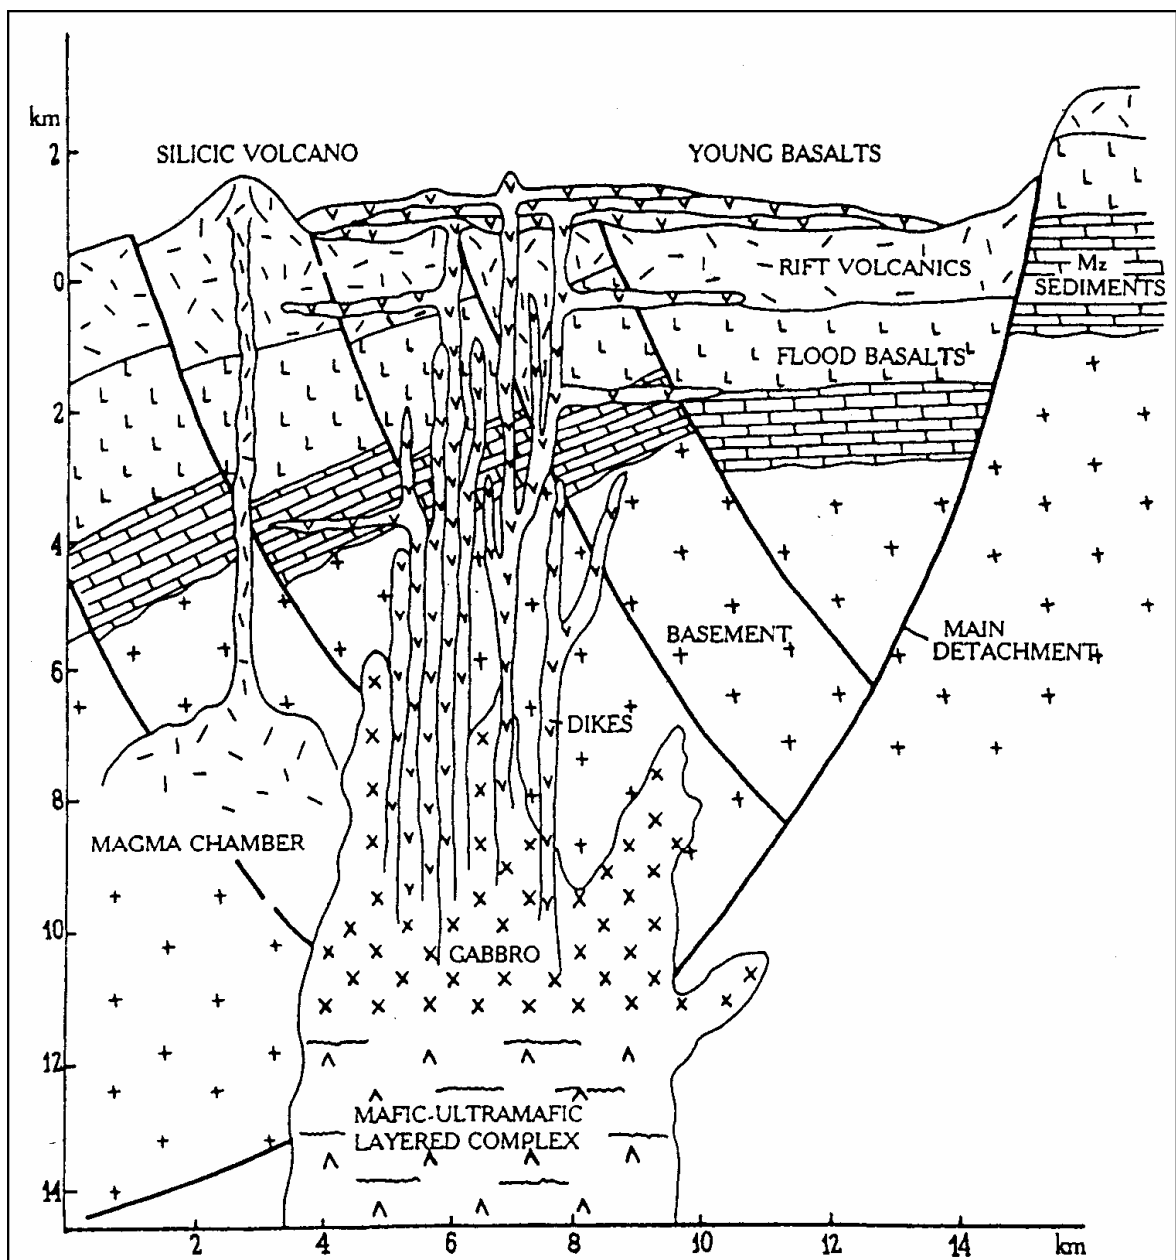 km
2
0
2
4
6
8
10
12
14
SILICIC VOLCANO
YOUNG BASALTS
RIFT VOLCANICS
Mz
SEDIMENTS
FLOOD BASALTS
BASEMENT
MAIN
DETACHMENT
DIKES
MAGMA CHAMBER
GABBRO
MAFIC-ULTRAMAFIC
LAYERED COMPLEX
2
4
6
8
10
12
14
km